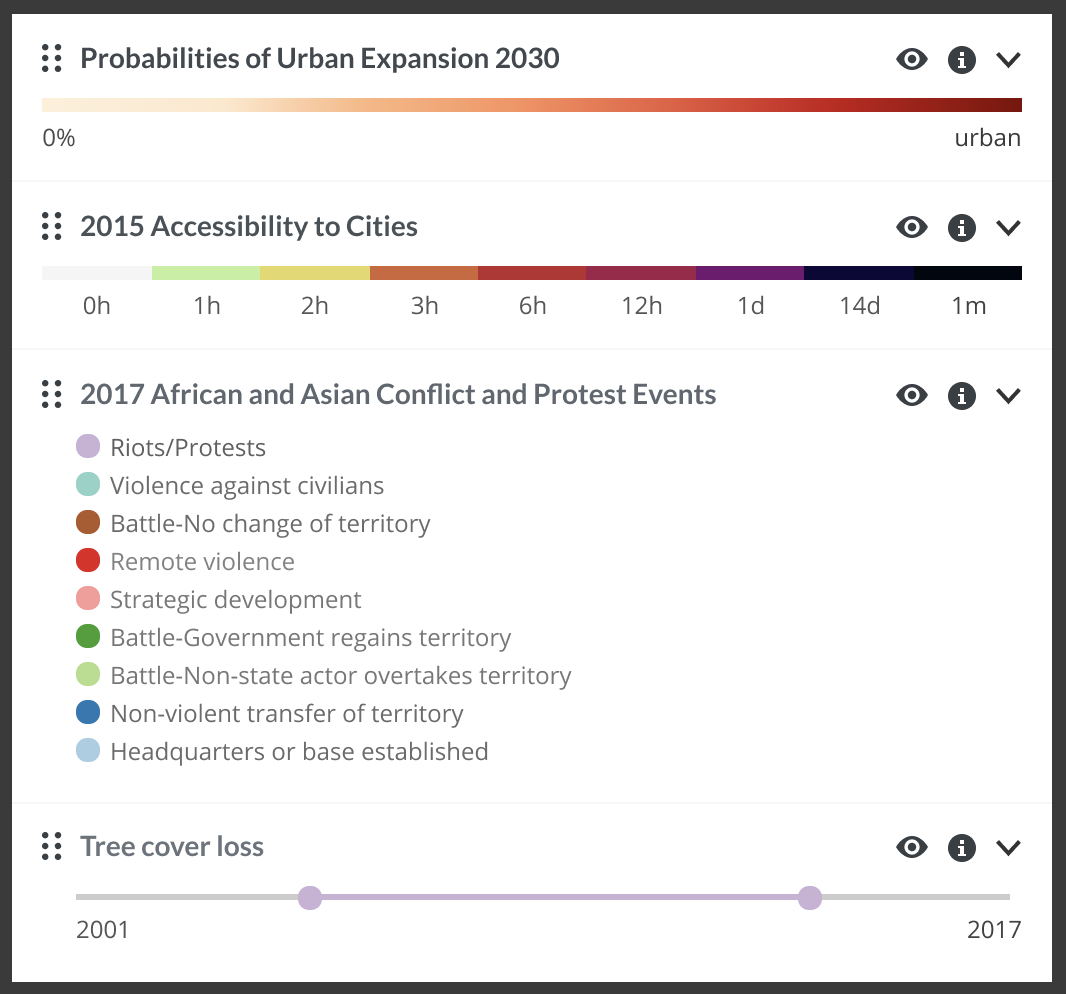 Probabilities of Urban Expansion 2030
0% urban
2015 Accessibility to Cities
0h 1h 2h 3h 6h 12h 1d 14d 1m
2017 African and Asian Conflict and Protest Events
Riots/Protests
Violence against civilians
Battle-No change of territory
Remote violence
Strategic development
Battle-Government regains territory
Battle-Non-state actor overtakes territory
Non-violent transfer of territory
Headquarters or base established
Tree cover loss
2001 2017